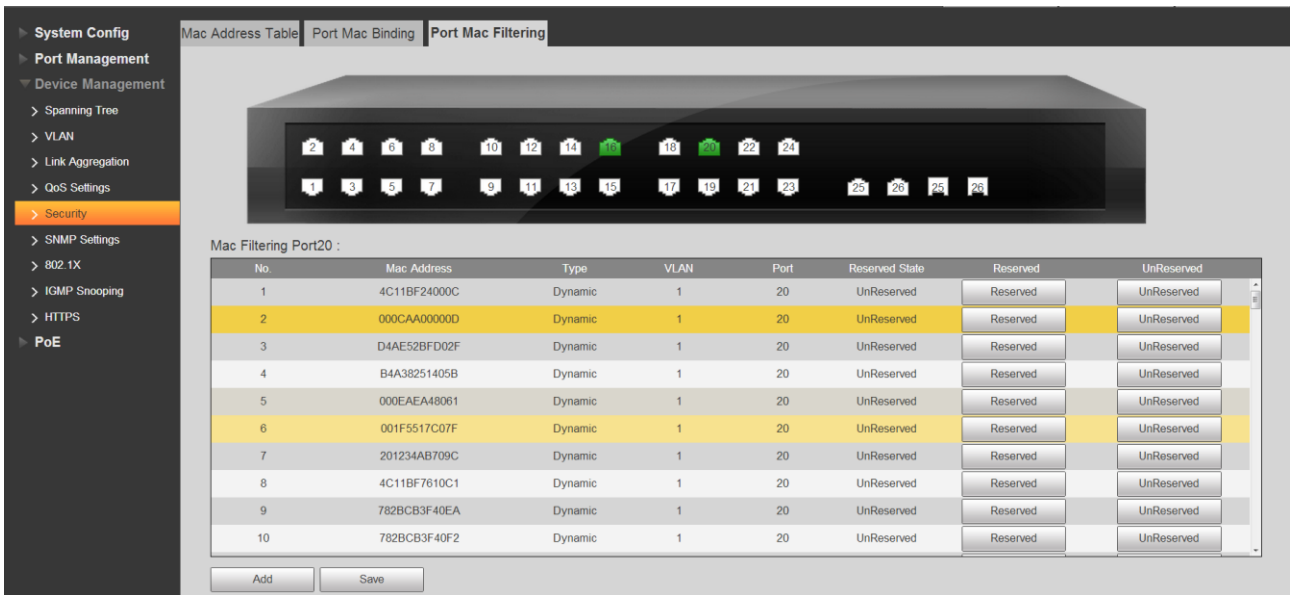 System Config
Port Management
Device Management
Spanning Tree
VLAN
Link Aggregation
QoS Settings
Security
SNMP Settings
802.1X
IGMP Snooping
HTTPS
PoE
Mac Address Table Port Mac Binding Port Mac Filtering
2 4 6 8 10 12 14 16 18 20 22 24
1 3 5 7 9 11 13 15 17 19 21 23 25 26 25 26
Mac Filtering Port20 :
No. Mac Address Type VLAN Port Reserved State Reserved UnReserved
1 4C11BF24000C Dynamic 1 20 UnReserved Reserved UnReserved
2 000CAA00000D Dynamic 1 20 UnReserved Reserved UnReserved
3 D4AE52BFD02F Dynamic 1 20 UnReserved Reserved UnReserved
4 B4A38251405B Dynamic 1 20 UnReserved Reserved UnReserved
5 000EAEA48061 Dynamic 1 20 UnReserved Reserved UnReserved
6 001F5517C07F Dynamic 1 20 UnReserved Reserved UnReserved
7 201234AB709C Dynamic 1 20 UnReserved Reserved UnReserved
8 4C11BF7610C1 Dynamic 1 20 UnReserved Reserved UnReserved
9 782BCB3F40EA Dynamic 1 20 UnReserved Reserved UnReserved
10 782BCB3F40F2 Dynamic 1 20 UnReserved Reserved UnReserved
Add Save